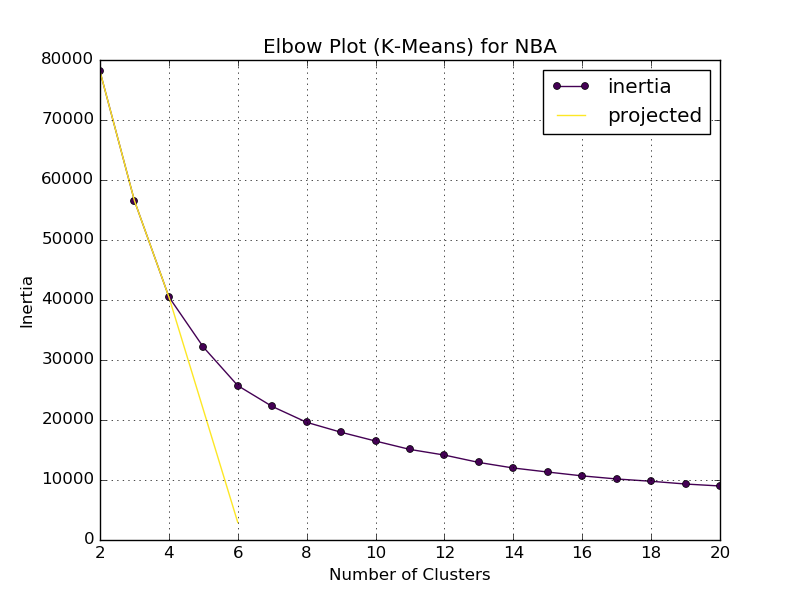 Elbow Plot (K-Means) for NBA
inertia
projected
80000
70000
60000
50000
40000
30000
20000
10000
0
Inertia
2 4 6 8 10 12 14 16 18 20
Number of Clusters